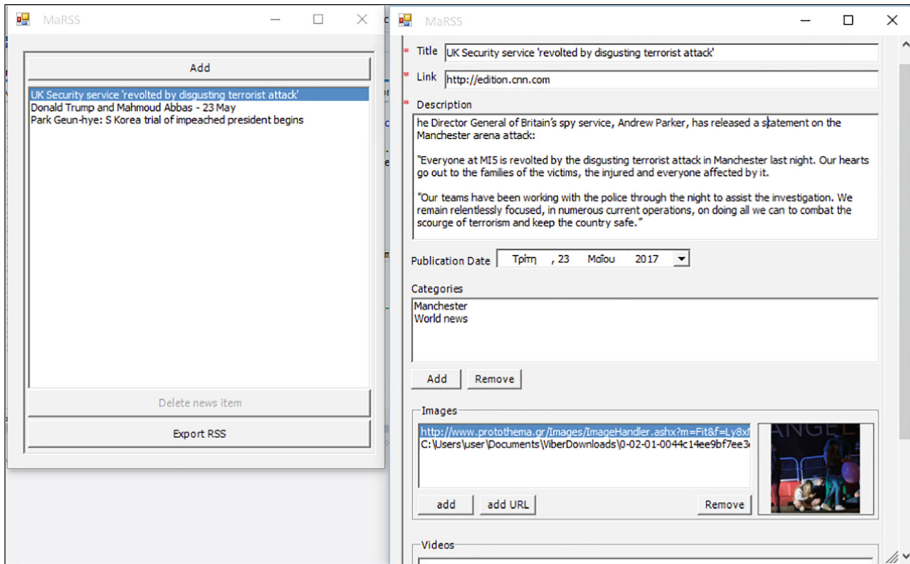 MaRSS
Add
UK Security service 'revolted by disgusting terrorist attack'
Donald Trump and Mahmoud Abbas - 23 May
Park Geun-hye: S Korea trial of impeached president begins
Delete news item
Export RSS
MaRSS
* Title UK Security service 'revolted by disgusting terrorist attack'
* Link http://edition.cnn.com
* Description
he Director General of Britain's spy service, Andrew Parker, has released a statement on the
Manchester arena attack:
"Everyone at MI5 is revolted by the disgusting terrorist attack in Manchester last night. Our hearts
go out to the families of the victims, the injured and everyone affected by it.
"Our teams have been working with the police through the night to assist the investigation. We
remain relentlessly focused, in numerous current operations, on doing all we can to combat the
scourge of terrorism and keep the country safe."
Publication Date Τρίτη , 23 Μαΐου 2017
Categories
Manchester
World news
Add Remove
Images
http://www.protothema.gr/Images/ImageHandler.ashx?m=Fit&f=Ly8xf
C:\Users\user\Documents\ViberDownloads\0-02-01-0044c14ee9bf7ee3
add add URL Remove
ANGEL
Videos